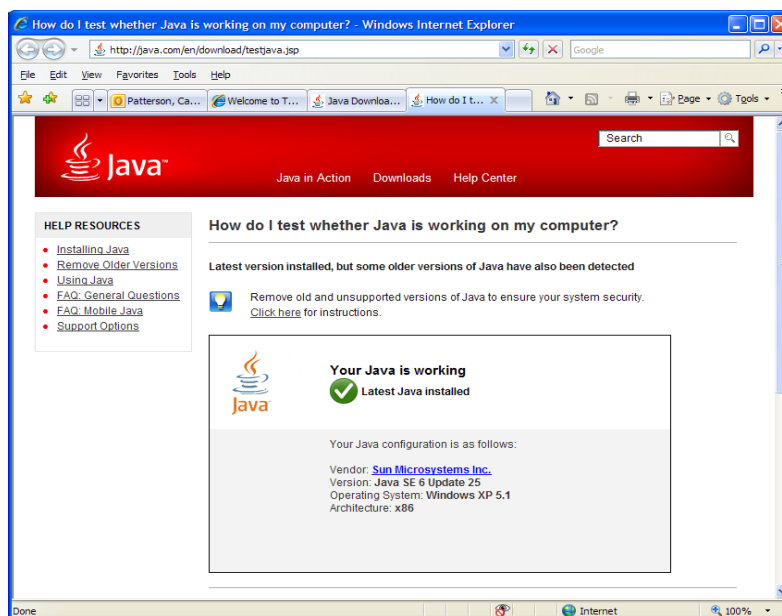 How do I test whether Java is working on my computer? - Windows Internet Explorer
http://java.com/en/download/testjava.jsp
Google
File Edit View Favorites Tools Help
Patterson, Ca... Welcome to T... Java Downloa... How do I t... X
Page Tools
Java™
Search
Java in Action Downloads Help Center
HELP RESOURCES
Installing Java
Remove Older Versions
Using Java
FAQ: General Questions
FAQ: Mobile Java
Support Options
How do I test whether Java is working on my computer?
Latest version installed, but some older versions of Java have also been detected
Remove old and unsupported versions of Java to ensure your system security.
Click here for instructions.
Java
Your Java is working
Latest Java installed
Your Java configuration is as follows:
Vendor: Sun Microsystems Inc.
Version: Java SE 6 Update 25
Operating System: Windows XP 5.1
Architecture: x86
Done
Internet
100%